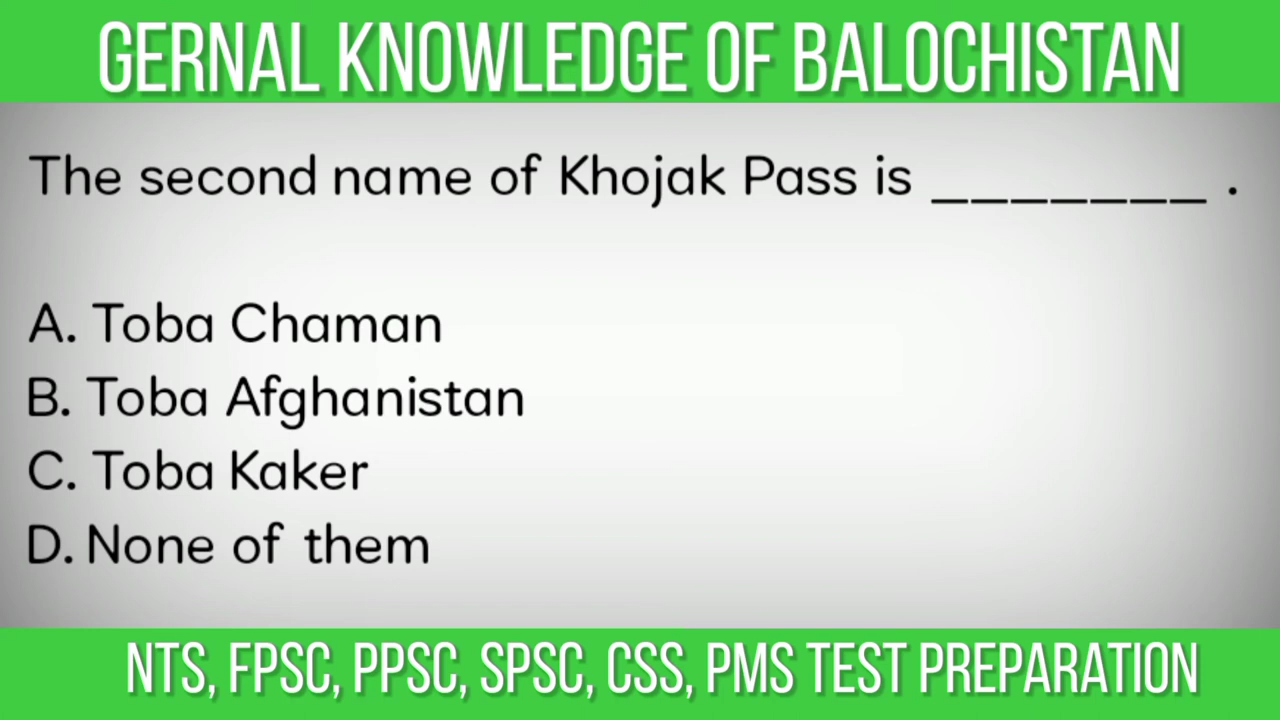 GERNAL KNOWLEDGE OF BALOCHISTAN
The second name of Khojak Pass is _______ .
A. Toba Chaman
B. Toba Afghanistan
C. Toba Kaker
D. None of them
NTS, FPSC, PPSC, SPSC, CSS, PMS TEST PREPARATION